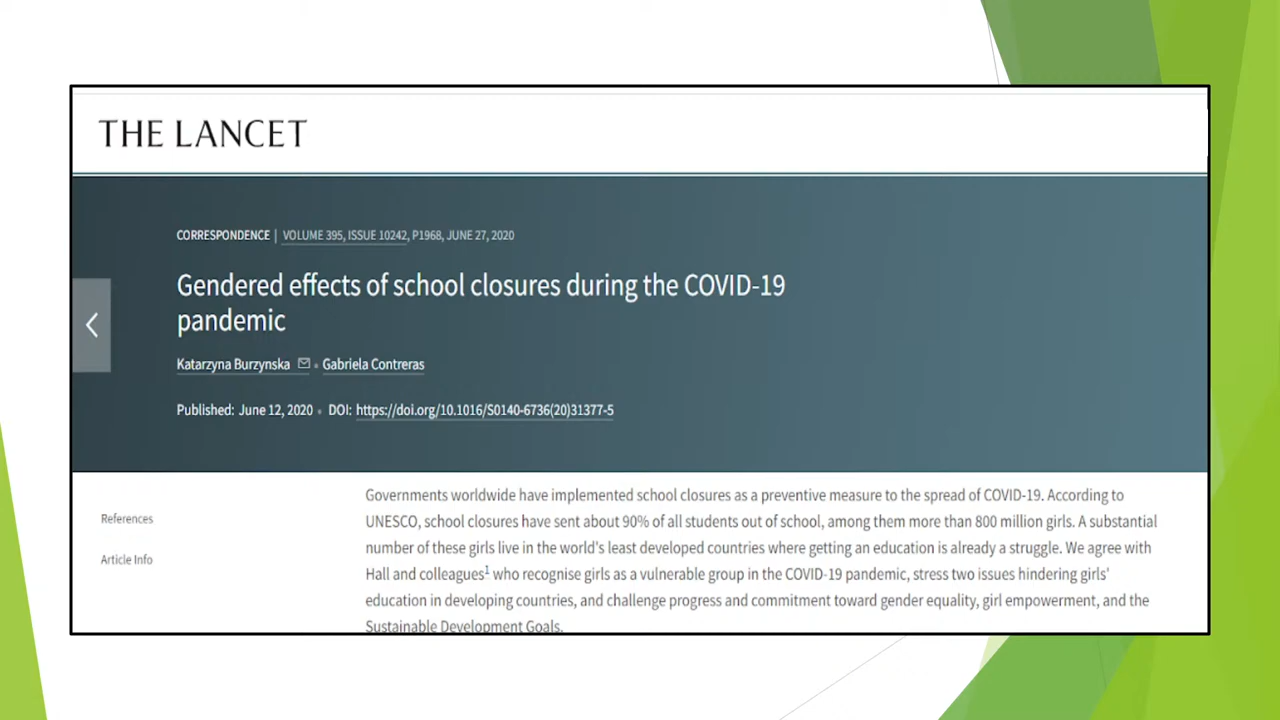 THE LANCET
CORRESPONDENCE | VOLUME 395, ISSUE 10242, P1968, JUNE 27, 2020
Gendered effects of school closures during the COVID-19
pandemic
Katarzyna Burzynska • Gabriela Contreras
Published: June 12, 2020 • DOI: https://doi.org/10.1016/S0140-6736(20)31377-5
References
Article Info
Governments worldwide have implemented school closures as a preventive measure to the spread of COVID-19. According to
UNESCO, school closures have sent about 90% of all students out of school, among them more than 800 million girls. A substantial
number of these girls live in the world's least developed countries where getting an education is already a struggle. We agree with
Hall and colleagues1 who recognise girls as a vulnerable group in the COVID-19 pandemic, stress two issues hindering girls'
education in developing countries, and challenge progress and commitment toward gender equality, girl empowerment, and the
Sustainable Development Goals.